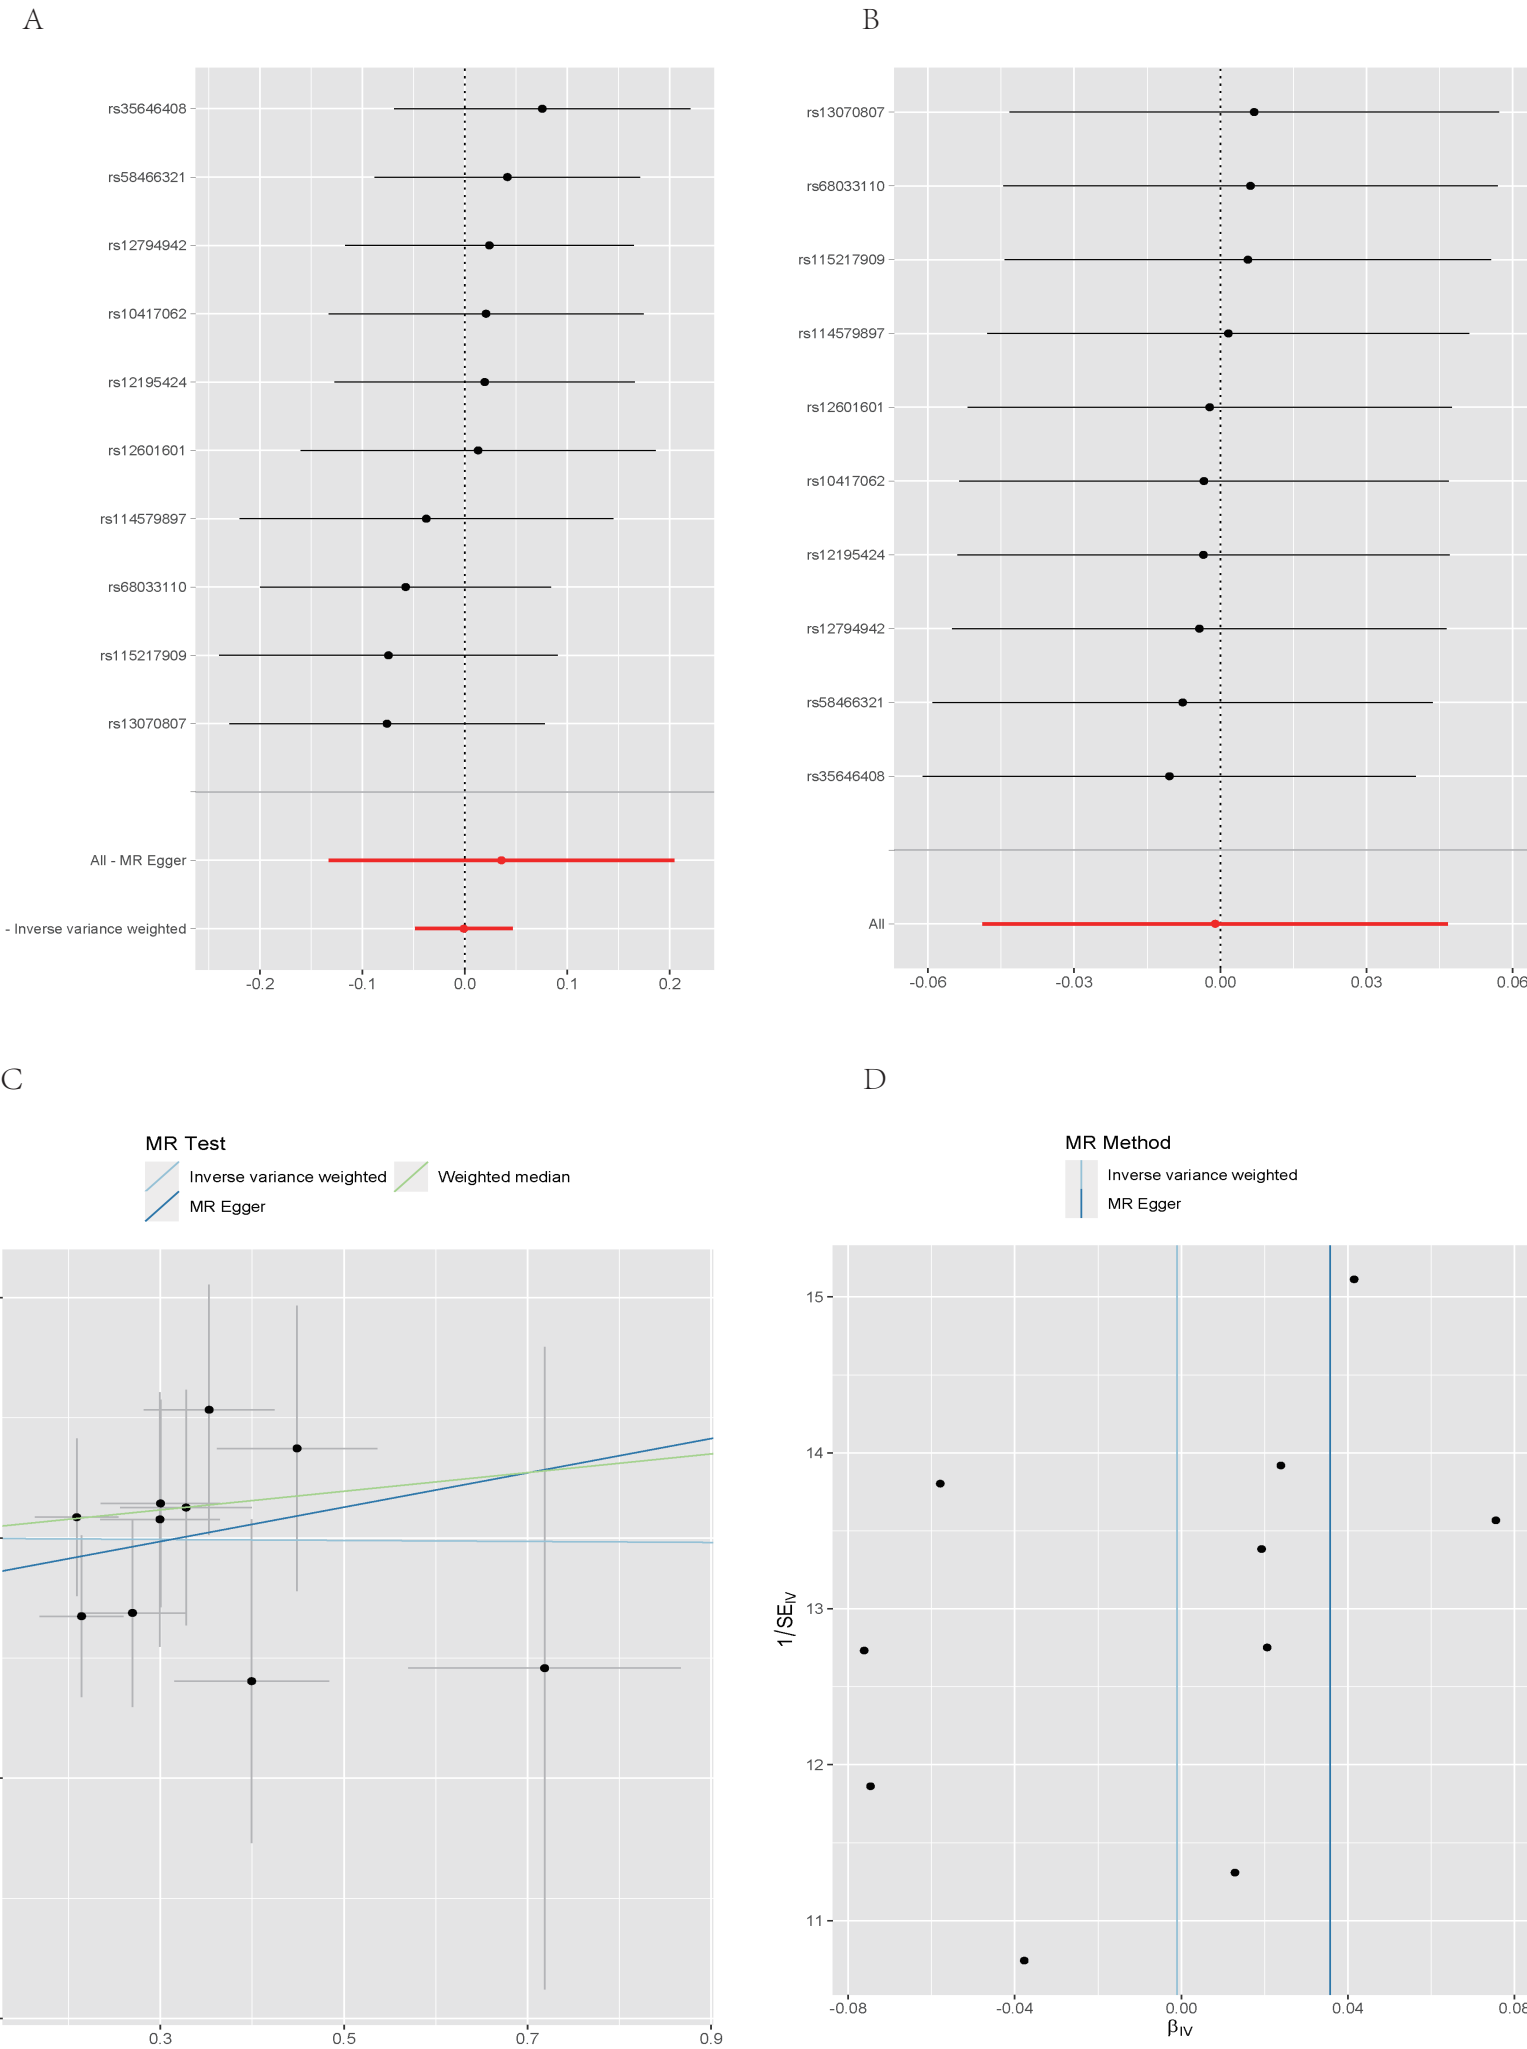 A
rs35646408
rs58466321
rs12794942
rs10417062
rs12195424
rs12601601
rs114579897
rs68033110
rs115217909
rs13070807
All - MR Egger
- Inverse variance weighted
-0.2 -0.1 0.0 0.1 0.2
B
rs13070807
rs68033110
rs115217909
rs114579897
rs12601601
rs10417062
rs12195424
rs12794942
rs58466321
rs35646408
All
-0.06 -0.03 0.00 0.03 0.06
C
MR Test
Inverse variance weighted
Weighted median
MR Egger
0.3 0.5 0.7 0.9
D
MR Method
Inverse variance weighted
MR Egger
15
14
13
12
11
1/SEIV
-0.08 -0.04 0.00 0.04 0.08
βIV